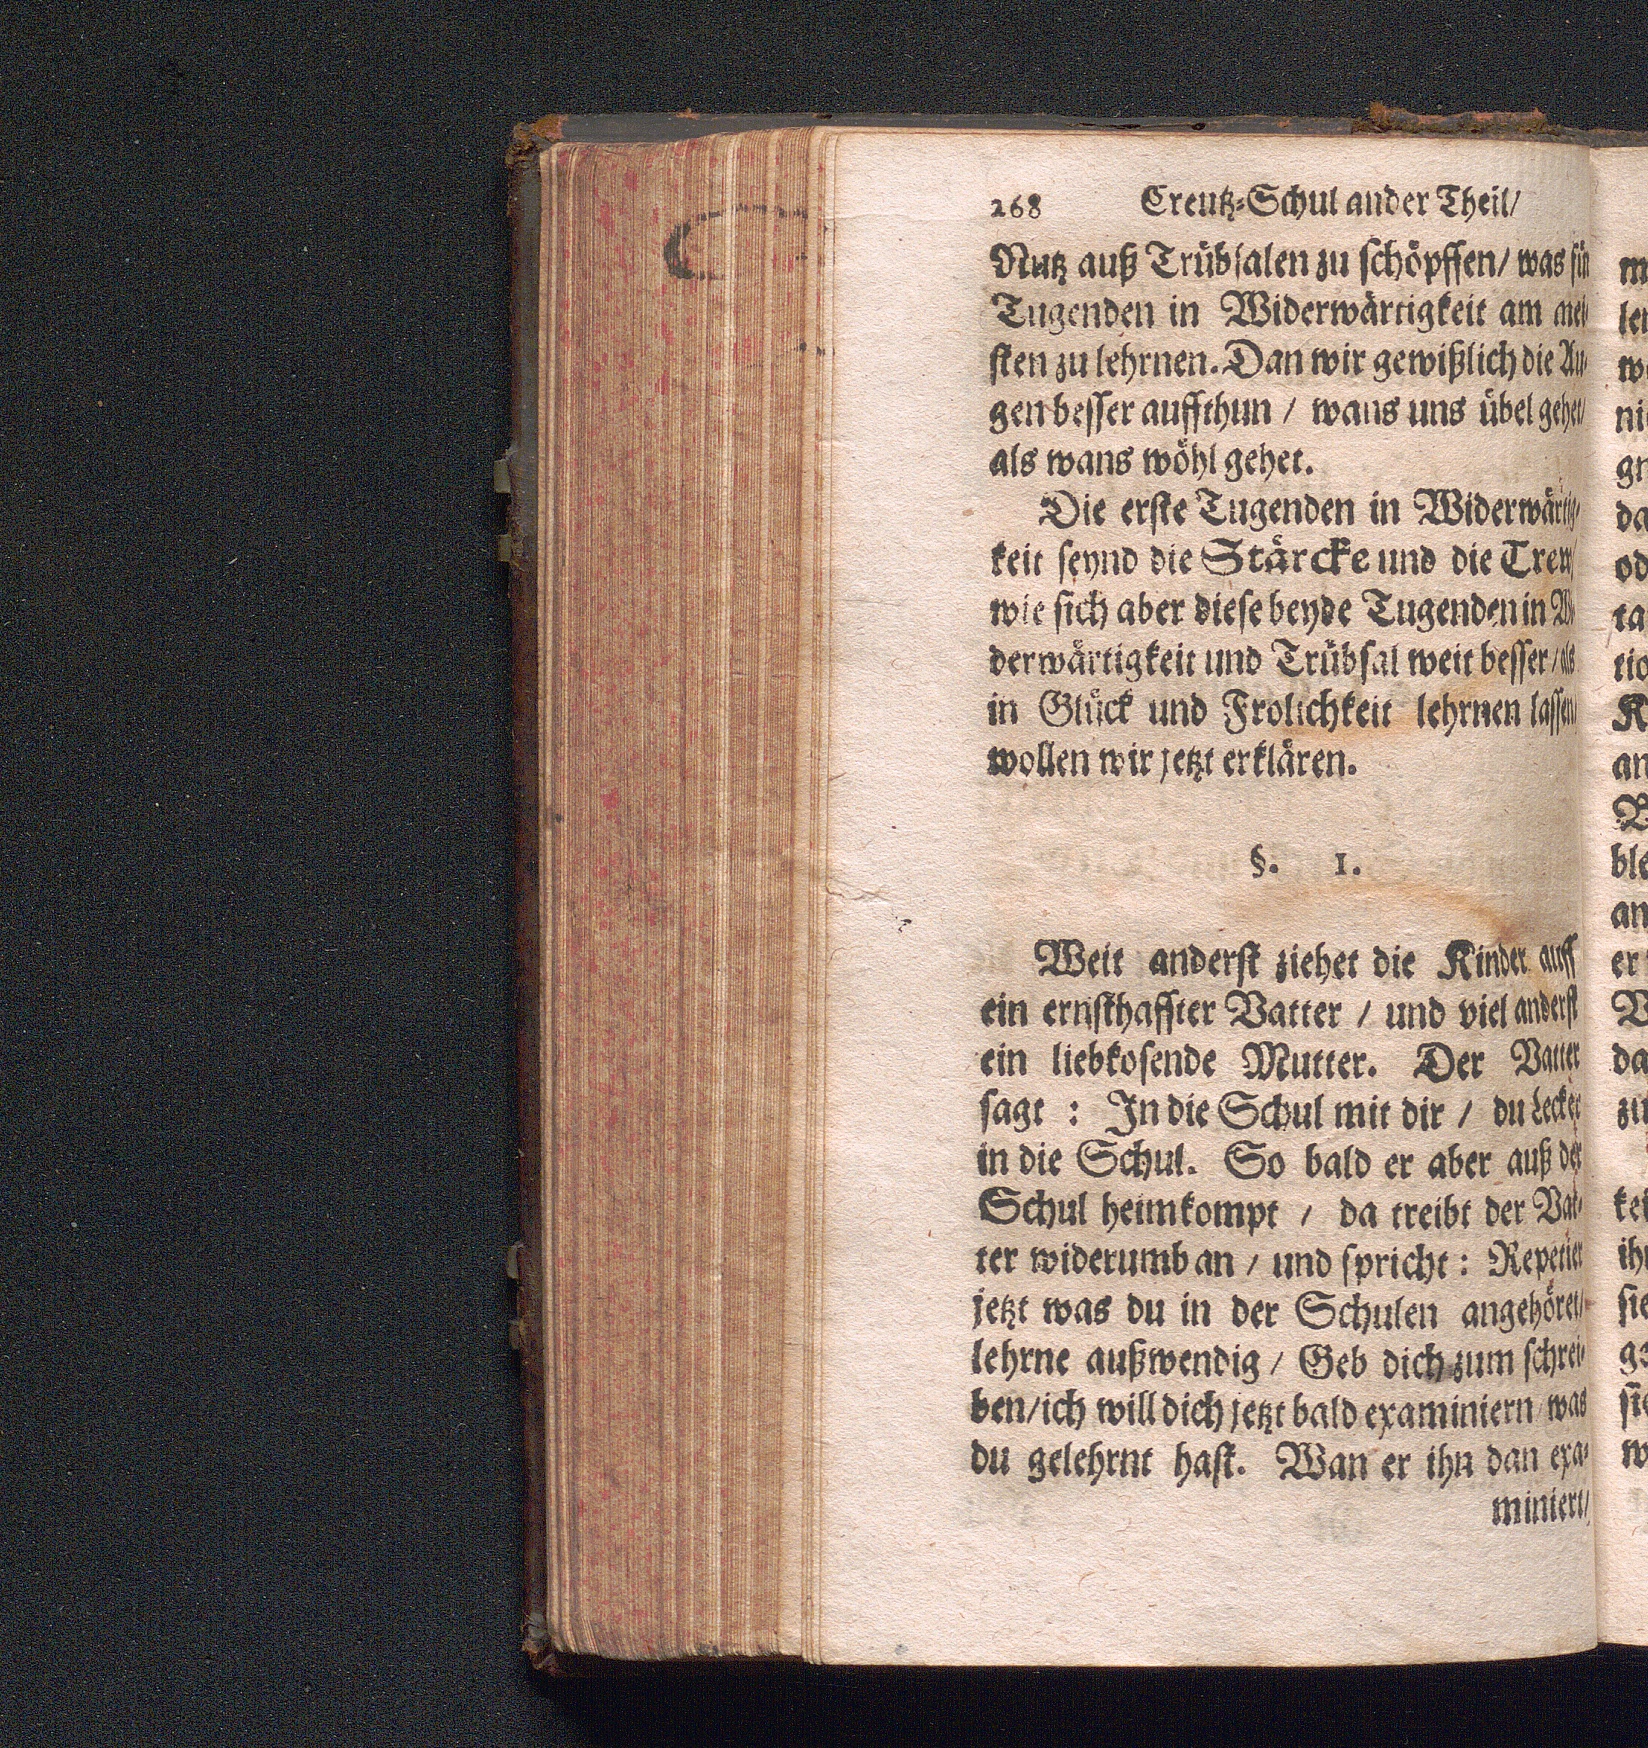 268 Creutz-Schul ander Theil/
Nutz auß Trübsalen zu schöpffen/ was für
Tugenden in Widerwärtigkeit am mei-
sten zu lehrnen. Dan wir gewißlich die Au-
gen besser auffthun / wans uns übel gehet/
als wans wöhl gehet.
Die erste Tugenden in Widerwärtig-
keit seynd die Stärcke und die Trew/
wie sich aber diese beyde Tugenden in Wi-
derwärtigkeit und Trübsal weit besser / als
in Glück und Frolichkeit lehrnen lassen/
wollen wir jetzt erklären.
§. 1.
Weit anderst ziehet die Kinder auff
ein ernsthaffter Vatter / und viel anderst
ein liebkosende Mutter. Der Vatter
sagt : In die Schul mit dir / du Lecker
in die Schul. So bald er aber auß der
Schul heimkompt / da treibt der Vat-
ter widerumb an / und spricht : Repetier
jetzt was du in der Schulen angehöret/
lehrne außwendig / Geb dich zum schrei-
ben/ich will dich jetzt bald examiniern/was
du gelehrnt hast. Wan er ihn dan exa-
miniert/